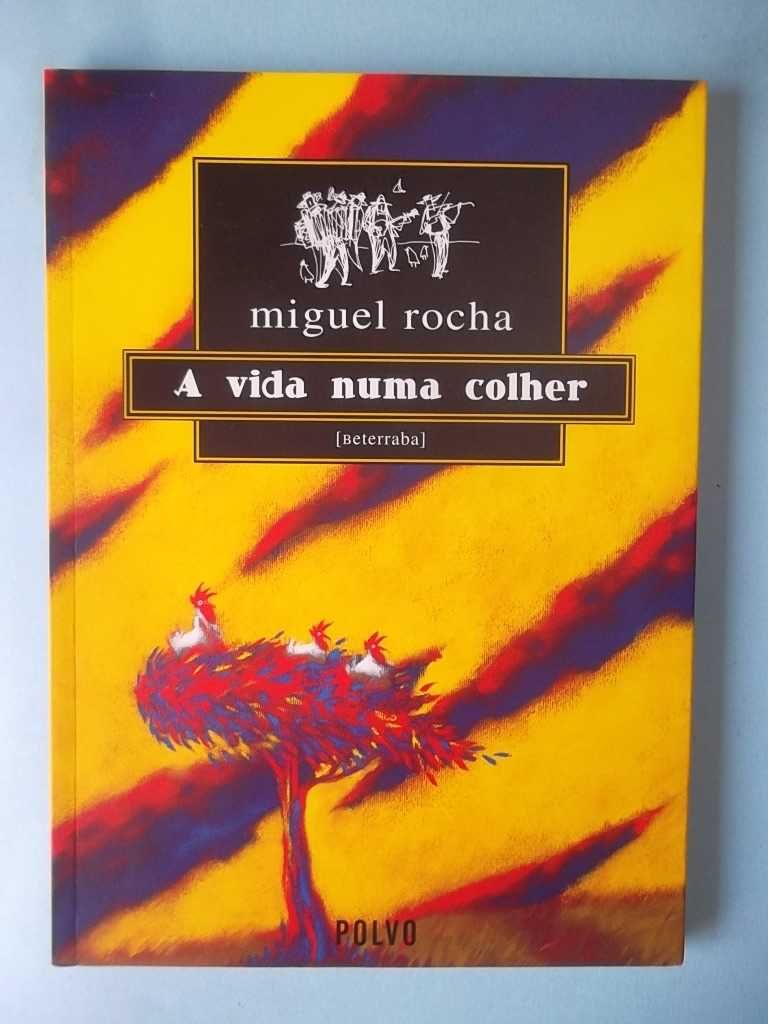 miguel rocha
A vida numa colher
[Beterraba]
POLVO